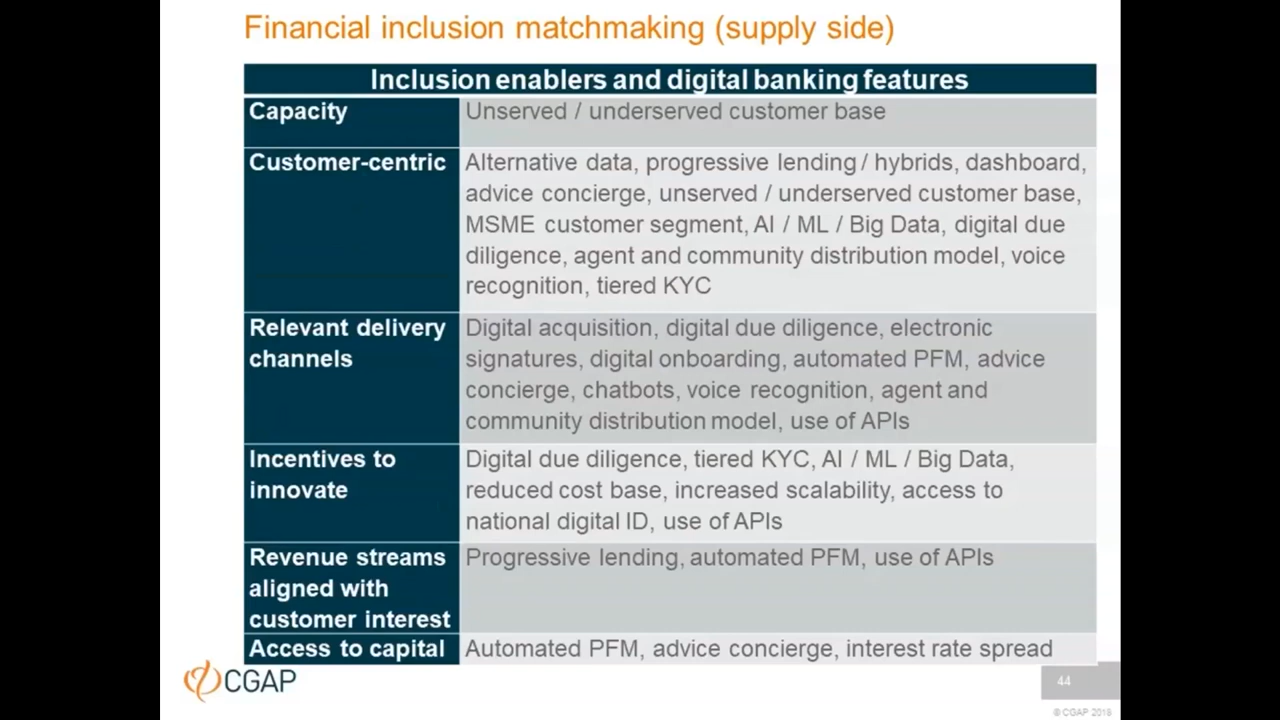 Financial inclusion matchmaking (supply side)
Inclusion enablers and digital banking features
Capacity
Unserved / underserved customer base
Customer-centric
Alternative data, progressive lending / hybrids, dashboard,
advice concierge, unserved / underserved customer base,
MSME customer segment, AI / ML / Big Data, digital due
diligence, agent and community distribution model, voice
recognition, tiered KYC
Relevant delivery
channels
Digital acquisition, digital due diligence, electronic
signatures, digital onboarding, automated PFM, advice
concierge, chatbots, voice recognition, agent and
community distribution model, use of APIs
Incentives to
innovate
Digital due diligence, tiered KYC, AI / ML / Big Data,
reduced cost base, increased scalability, access to
national digital ID, use of APIs
Revenue streams
aligned with
customer interest
Progressive lending, automated PFM, use of APIs
Access to capital
Automated PFM, advice concierge, interest rate spread
CGAP
44
© CGAP 2019